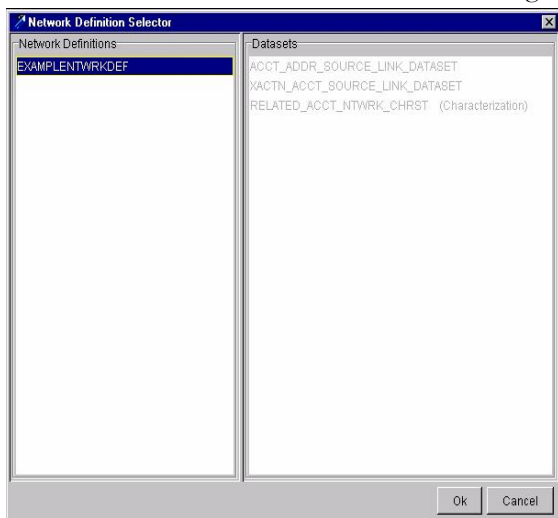 Network Definition Selector
Network Definitions
EXAMPLENTWRKDEF
Datasets
ACCT_ADDR_SOURCE_LINK_DATASET
XACTN_ACCT_SOURCE_LINK_DATASET
RELATED_ACCT_NTWRK_CHRST (Characterization)
Ok
Cancel